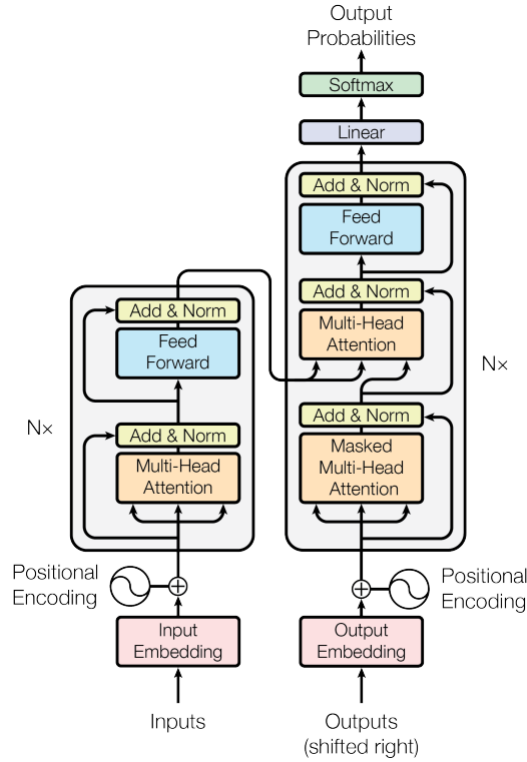 Output
Probabilities
Softmax
Linear
Add & Norm
Feed
Forward
Add & Norm
Multi-Head
Attention
Add & Norm
Masked
Multi-Head
Attention
N×
Add & Norm
Feed
Forward
Add & Norm
Multi-Head
Attention
N×
Positional
Encoding
Positional
Encoding
Input
Embedding
Output
Embedding
Inputs
Outputs
(shifted right)